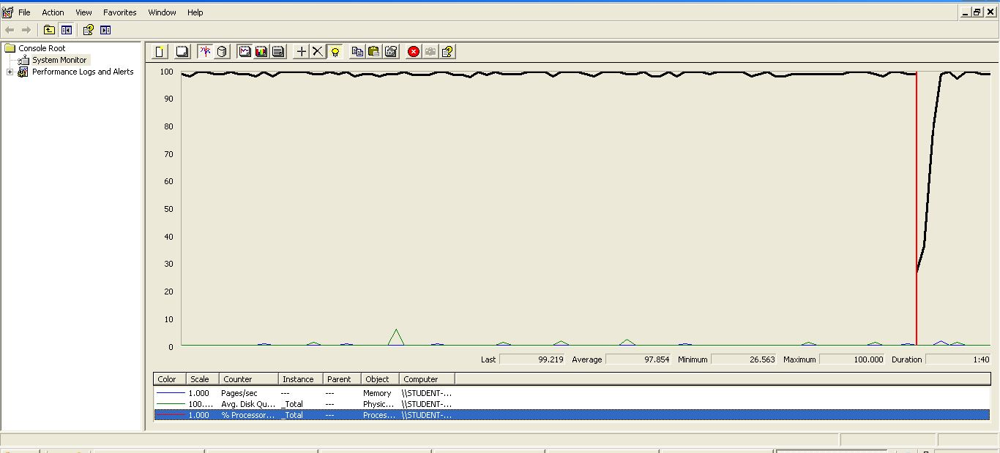 File Action View Favorites Window Help
Console Root
System Monitor
Performance Logs and Alerts
100
90
80
70
60
50
40
30
20
10
0
Last 99.219 Average 97.854 Minimum 26.563 Maximum 100.000 Duration 1:40
Color Scale Counter Instance Parent Object Computer
1.000 Pages/sec --- --- Memory \\STUDENT-...
100.... Avg. Disk Qu... _Total --- Physic... \\STUDENT-...
1.000 % Processor... _Total --- Proces... \\STUDENT-...